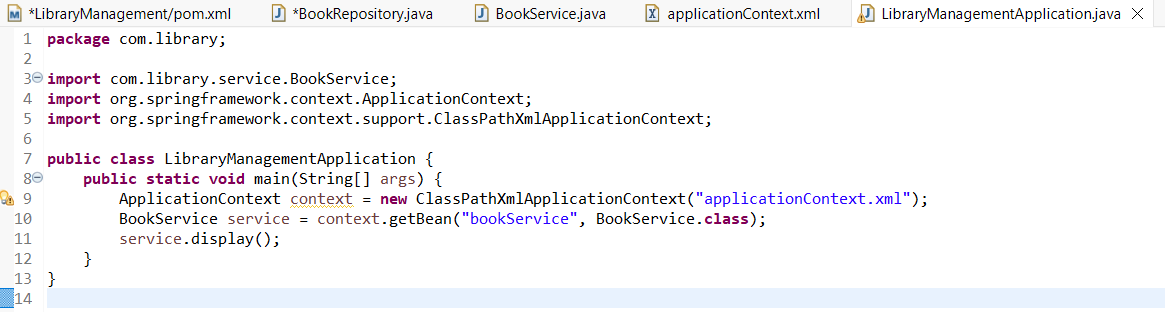 *LibraryManagement/pom.xml *BookRepository.java BookService.java applicationContext.xml LibraryManagementApplication.java
1 package com.library;
2
3 import com.library.service.BookService;
4 import org.springframework.context.ApplicationContext;
5 import org.springframework.context.support.ClassPathXmlApplicationContext;
6
7 public class LibraryManagementApplication {
8     public static void main(String[] args) {
9         ApplicationContext context = new ClassPathXmlApplicationContext("applicationContext.xml");
10         BookService service = context.getBean("bookService", BookService.class);
11         service.display();
12     }
13 }
14